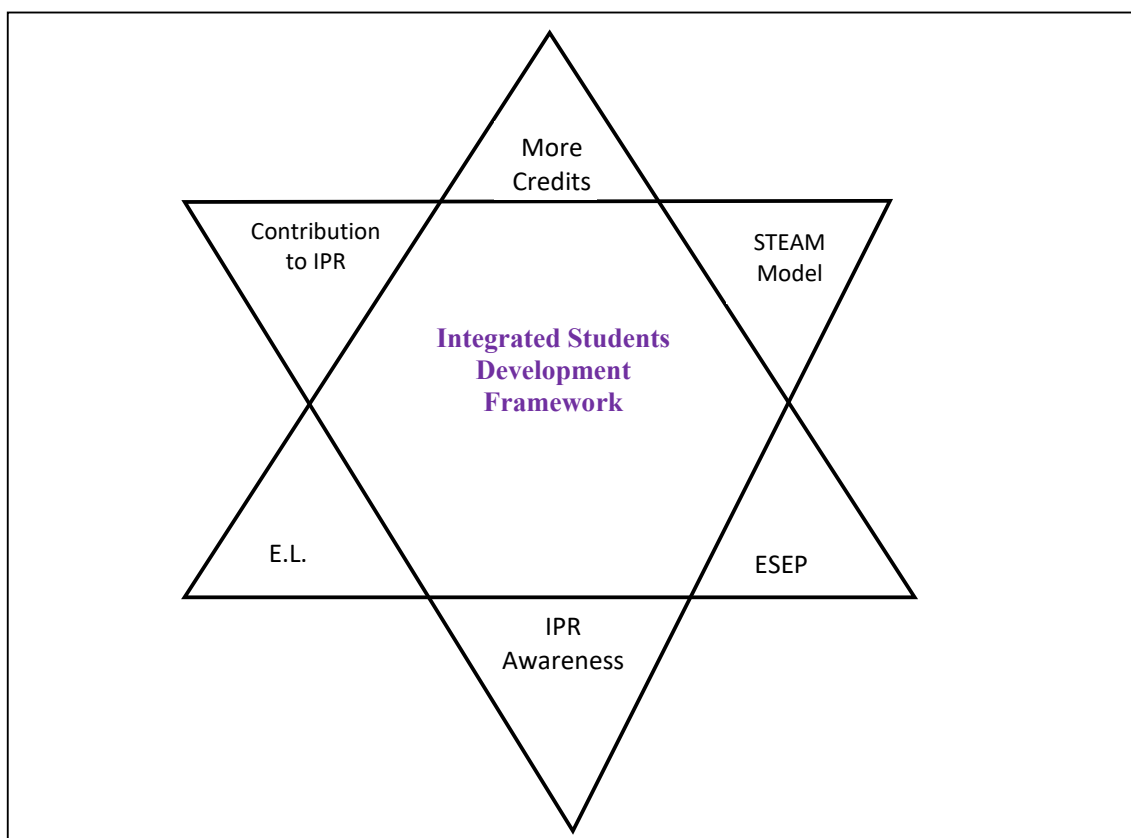 More
Credits
Contribution
to IPR
STEAM
Model
Integrated Students
Development
Framework
E.L.
ESEP
IPR
Awareness